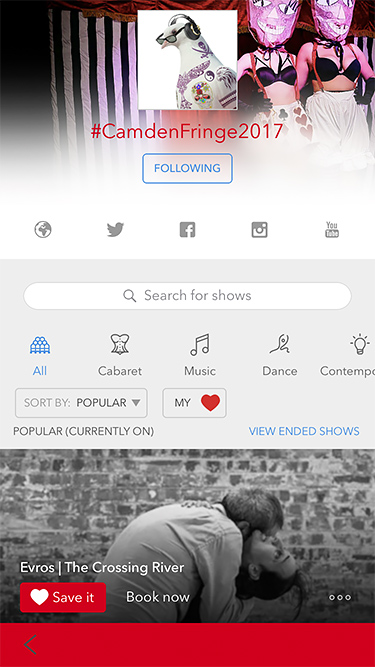 #CamdenFringe2017
FOLLOWING
You Tube
Search for shows
All Cabaret Music Dance Contempo
SORT BY: POPULAR MY
POPULAR (CURRENTLY ON) VIEW ENDED SHOWS
Evros | The Crossing River
Save it Book now